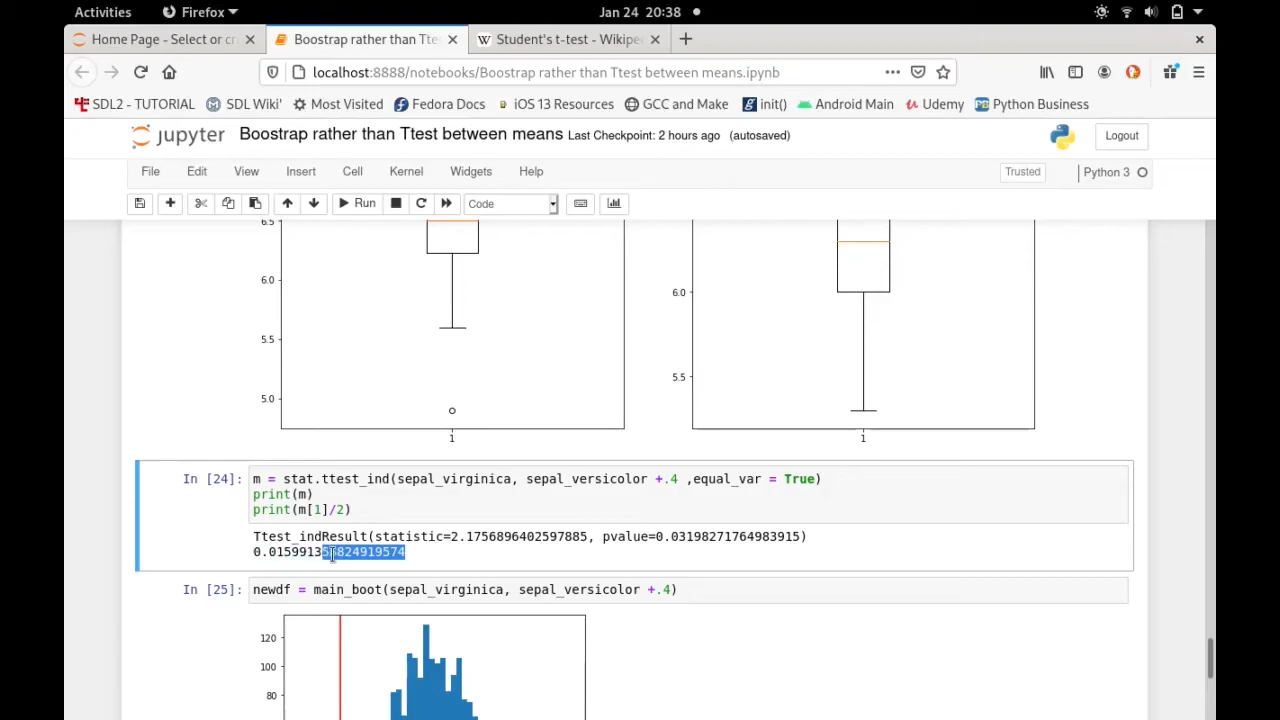 Activities Firefox Jan 24 20:38
Home Page - Select or cr Boostrap rather than Ttes Student's t-test - Wikipe
localhost:8888/notebooks/Boostrap rather than Ttest between means.ipynb
SDL2 - TUTORIAL SDL Wiki' Most Visited Fedora Docs iOS 13 Resources GCC and Make init() Android Main Udemy Python Business
jupyter Boostrap rather than Ttest between means Last Checkpoint: 2 hours ago (autosaved) Logout
File Edit View Insert Cell Kernel Widgets Help Trusted Python 3
Run Code
6.5
6.0 6.0
5.5 5.5
5.0
1 1
In [24]: m = stat.ttest_ind(sepal_virginica, sepal_versicolor +.4 ,equal_var = True)
print(m)
print(m[1]/2)
Ttest_indResult(statistic=2.1756896402597885, pvalue=0.03198271764983915)
In [25]: newdf = main_boot(sepal_virginica, sepal_versicolor +.4)
120
100
80